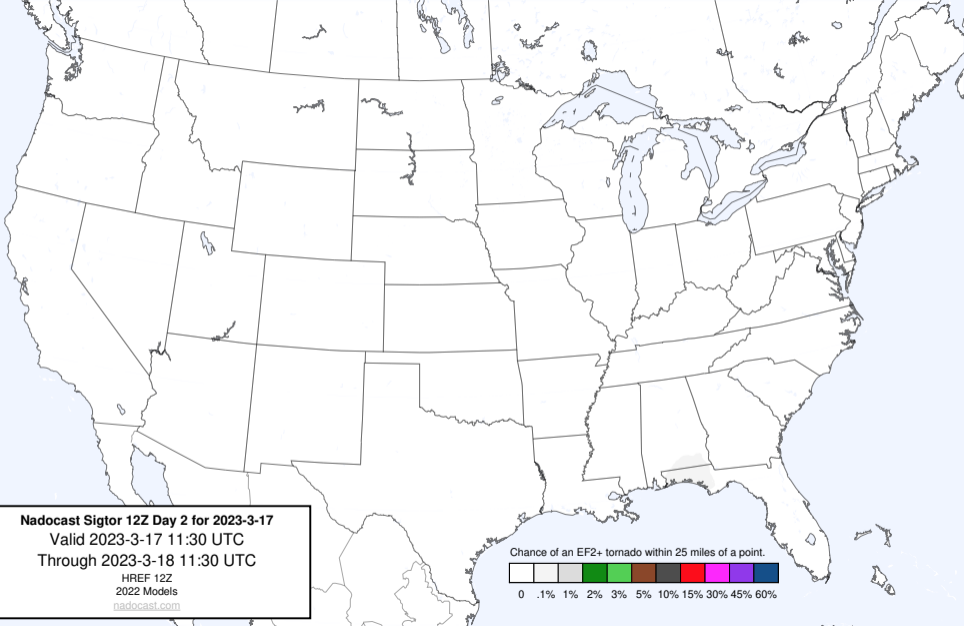 Nadocast Sigtor 12Z Day 2 for 2023-3-17
Valid 2023-3-17 11:30 UTC
Through 2023-3-18 11:30 UTC
HREF 12Z
2022 Models
nadocast.com
Chance of an EF2+ tornado within 25 miles of a point.
0 .1% 1% 2% 3% 5% 10% 15% 30% 45% 60%